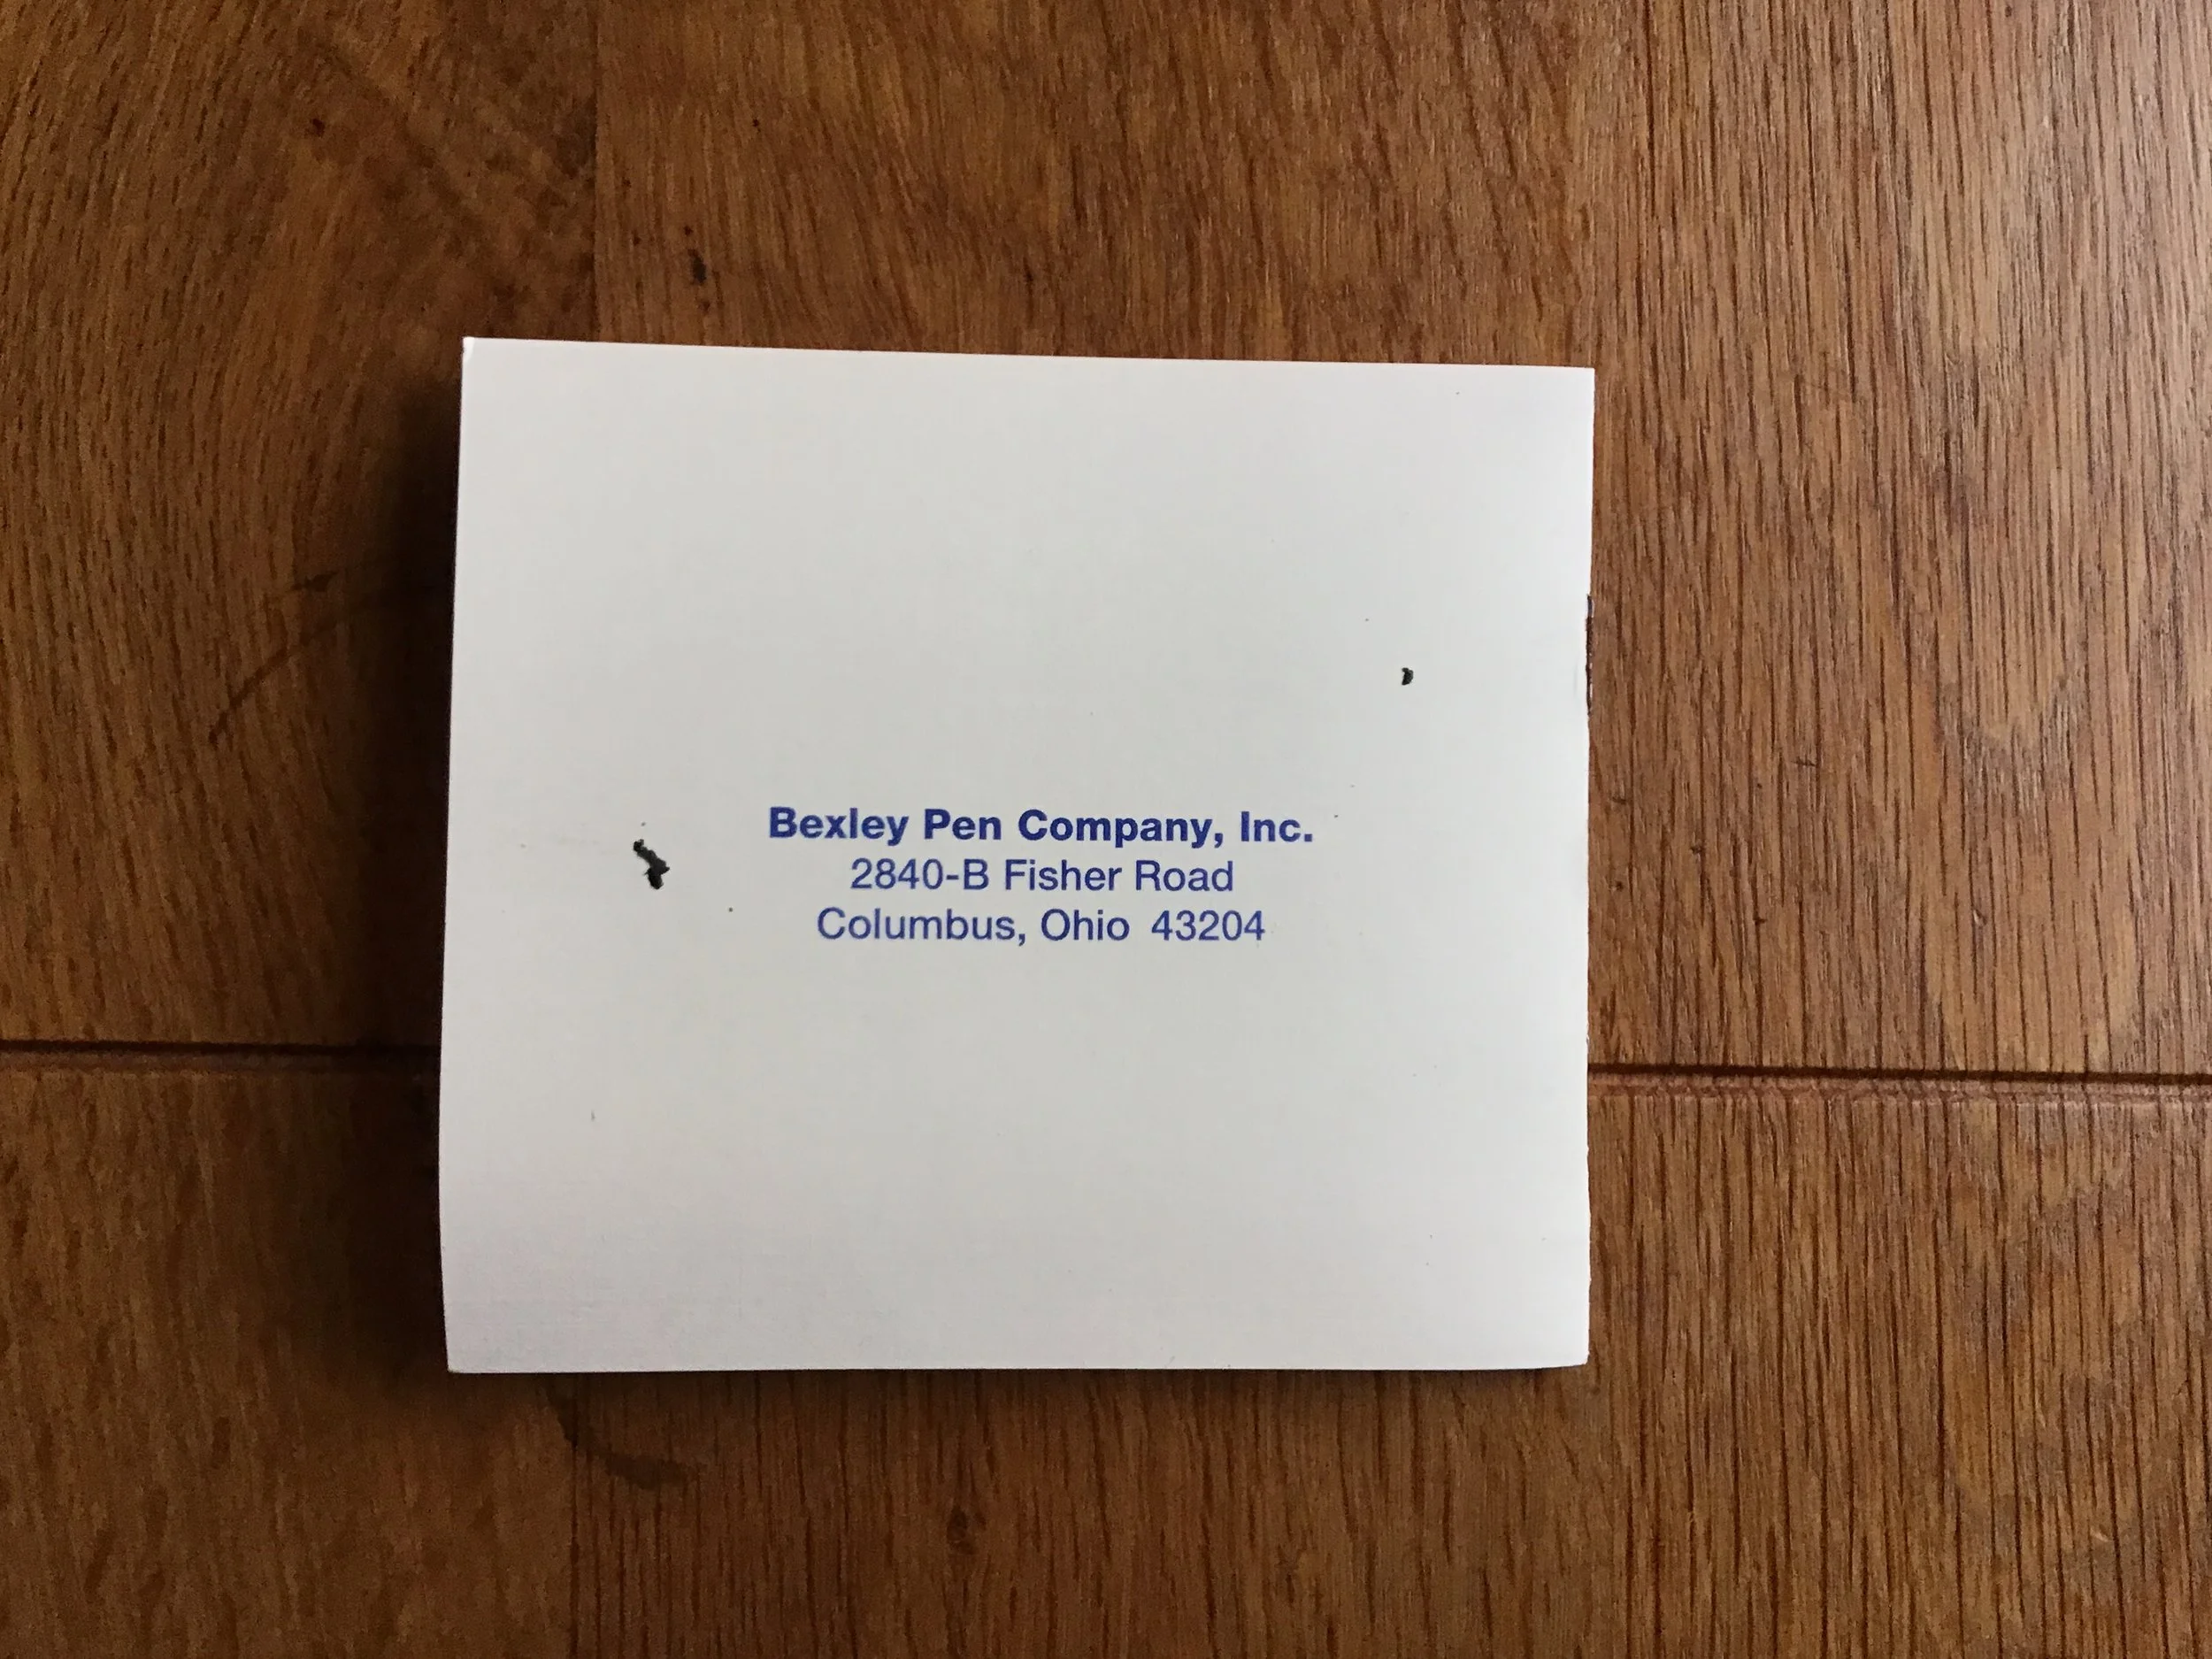 Bexley Pen Company, Inc.
2840-B Fisher Road
Columbus, Ohio 43204